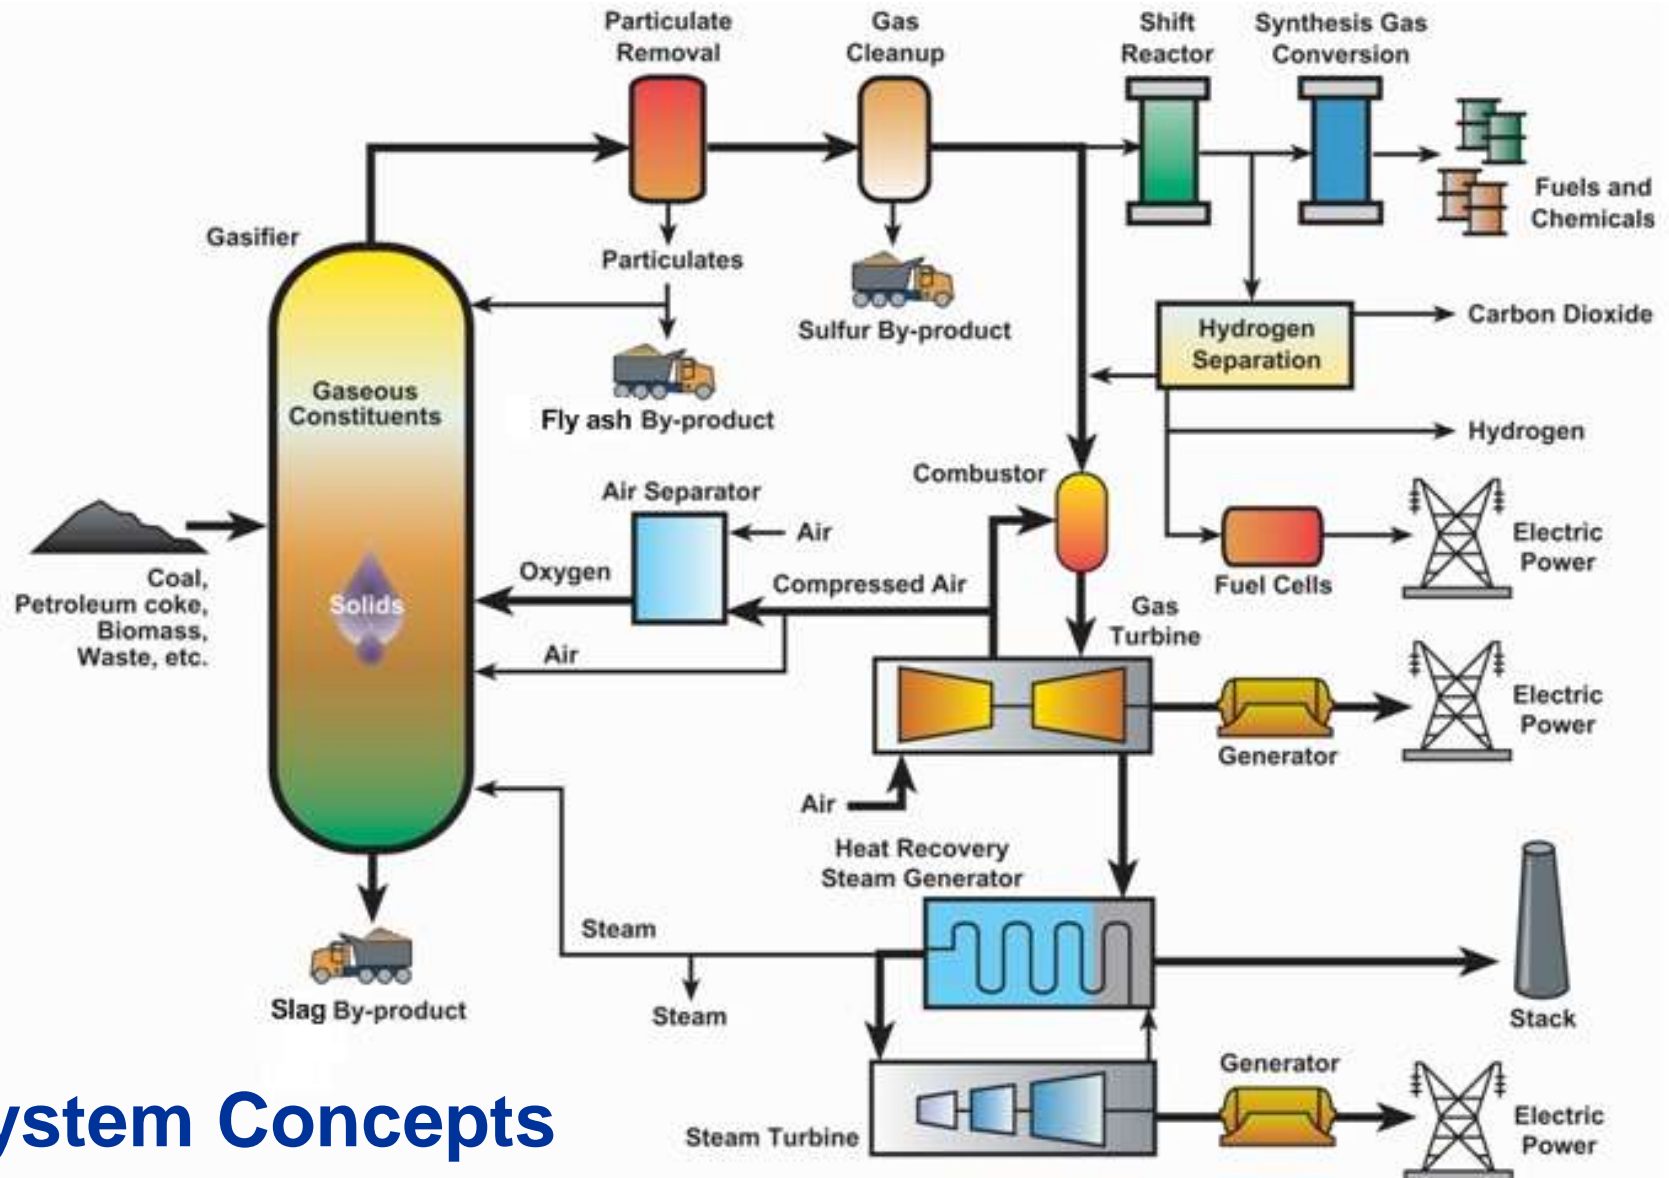 Particulate
Removal
Gas
Cleanup
Shift
Reactor
Synthesis Gas
Conversion
Fuels and
Chemicals
Gasifier
Particulates
Sulfur By-product
Hydrogen
Separation
Carbon Dioxide
Gaseous
Constituents
Fly ash By-product
Hydrogen
Combustor
Air Separator
Air
Electric
Power
Coal,
Petroleum coke,
Biomass,
Waste, etc.
Solids
Oxygen
Compressed Air
Fuel Cells
Gas
Turbine
Air
Electric
Power
Generator
Air
Heat Recovery
Steam Generator
Steam
Slag By-product
Steam
Stack
Generator
Steam Turbine
Electric
Power
ystem Concepts